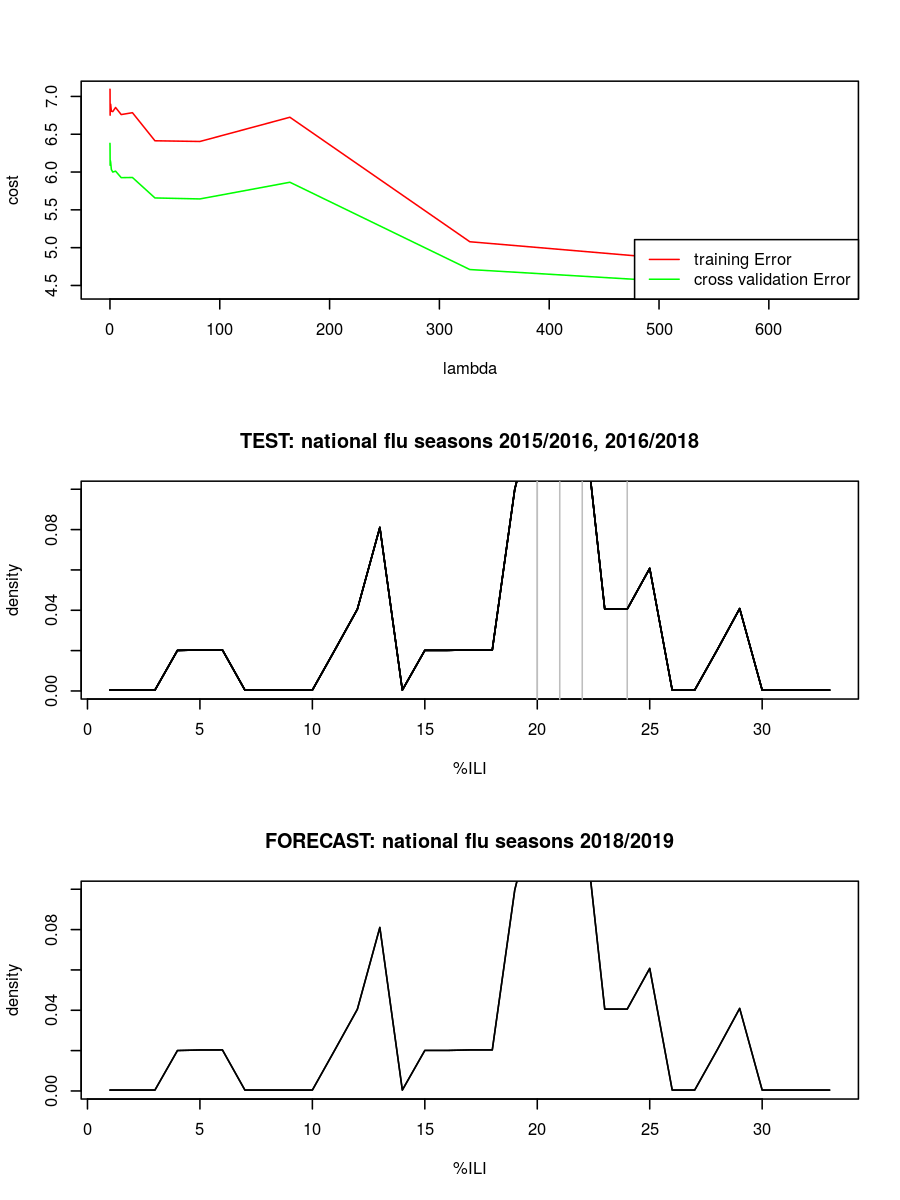 7.0
6.5
6.0
5.5
5.0
4.5
cost
training Error
cross validation Error
0 100 200 300 400 500 600
lambda
TEST: national flu seasons 2015/2016, 2016/2018
0.08
0.04
0.00
density
0 5 10 15 20 25 30
%ILI
FORECAST: national flu seasons 2018/2019
0.08
0.04
0.00
density
0 5 10 15 20 25 30
%ILI